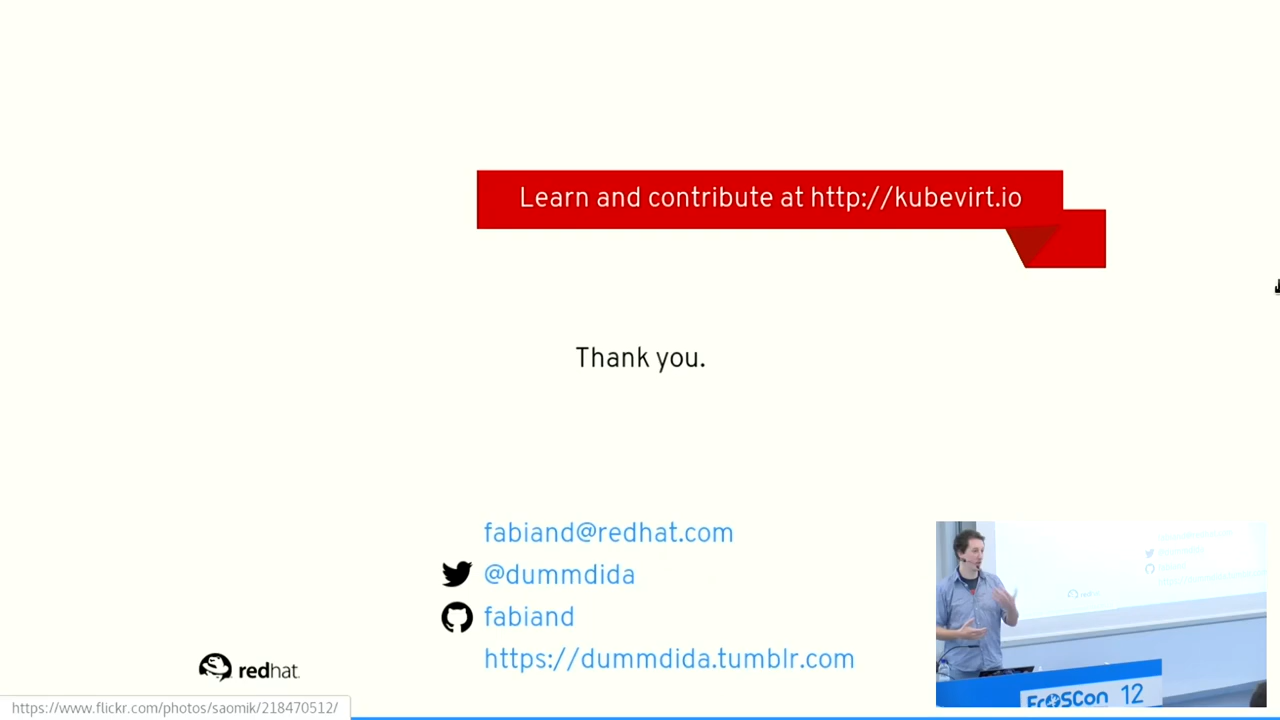 Learn and contribute at http://kubevirt.io
Thank you.
fabiand@redhat.com
@dummdida
fabiand
https://dummdida.tumblr.com
redhat.
https://www.flickr.com/photos/saomik/218470512/
FrOSCon 12